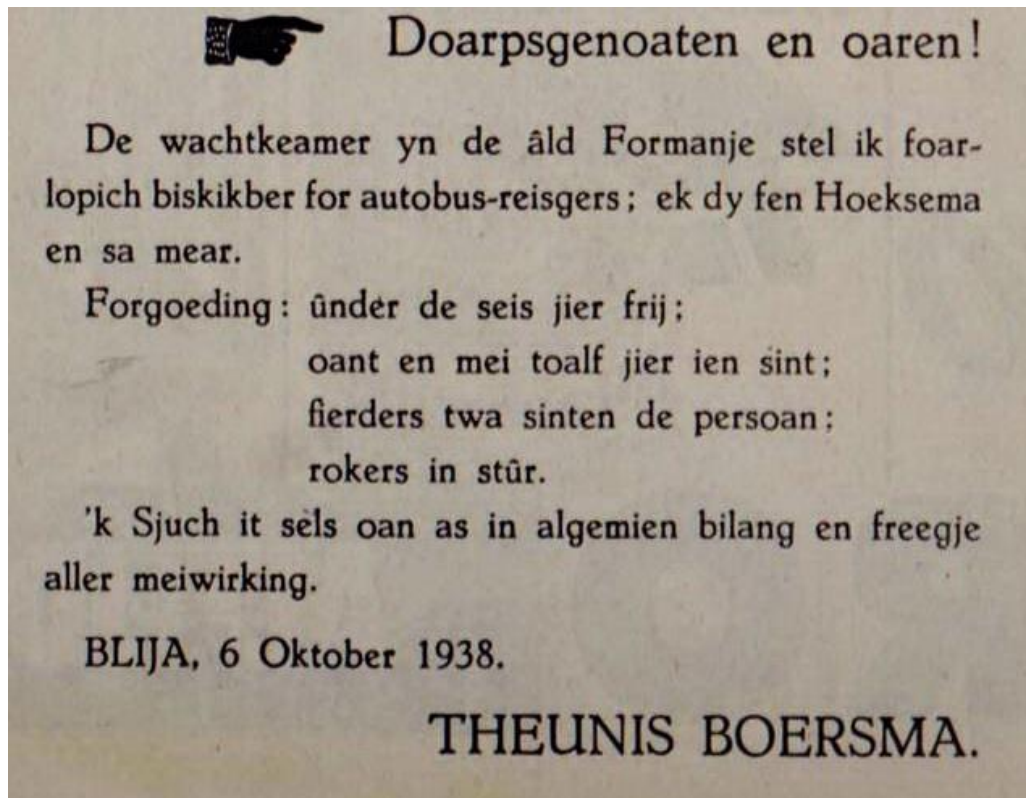 Doarpsgenoaten en oaren!
De wachtkeamer yn de âld Formanje stel ik foar-
lopich biskikber for autobus-reisgers; ek dy fen Hoeksema
en sa mear.
Forgoeding: ûnder de seis jier frij;
oant en mei toalf jier ien sint;
fierders twa sinten de persoan;
rokers in stûr.
'k Sjuch it sels oan as in algemien bilang en freegje
aller meiwirking.
BLIJA, 6 Oktober 1938.
THEUNIS BOERSMA.